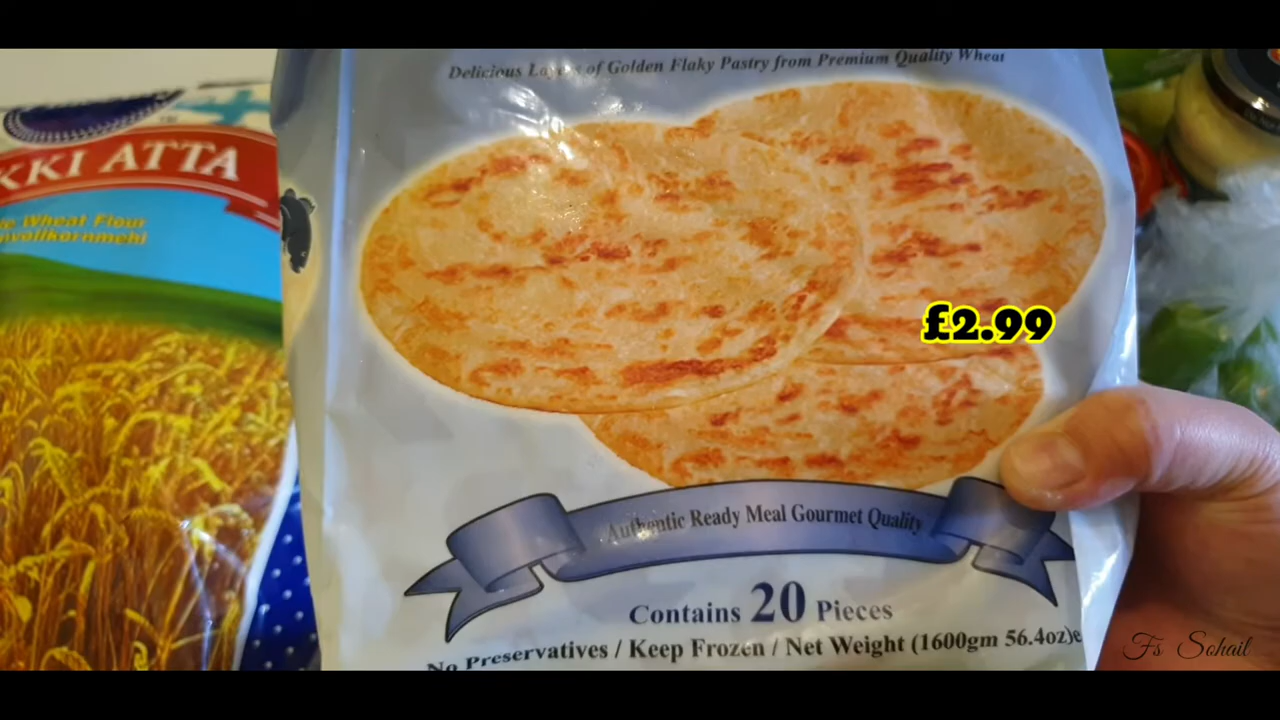 Delicious Layers of Golden Flaky Pastry from Premium Quality Wheat
KKI ATTA
Wheat Flour
nvollkornmehl
£2.99
Authentic Ready Meal Gourmet Quality
Contains 20 Pieces
No Preservatives / Keep Frozen / Net Weight (1600gm 56.4oz)e
Fs Sohail